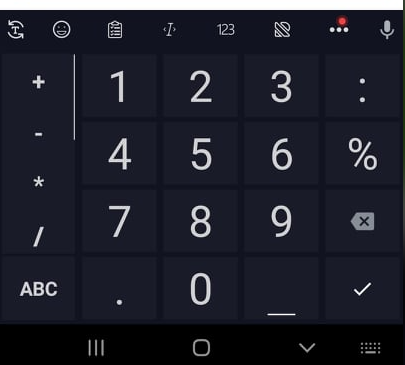 T 123
+ 1 2 3 :
- 4 5 6 %
*
/ 7 8 9
ABC . 0 _